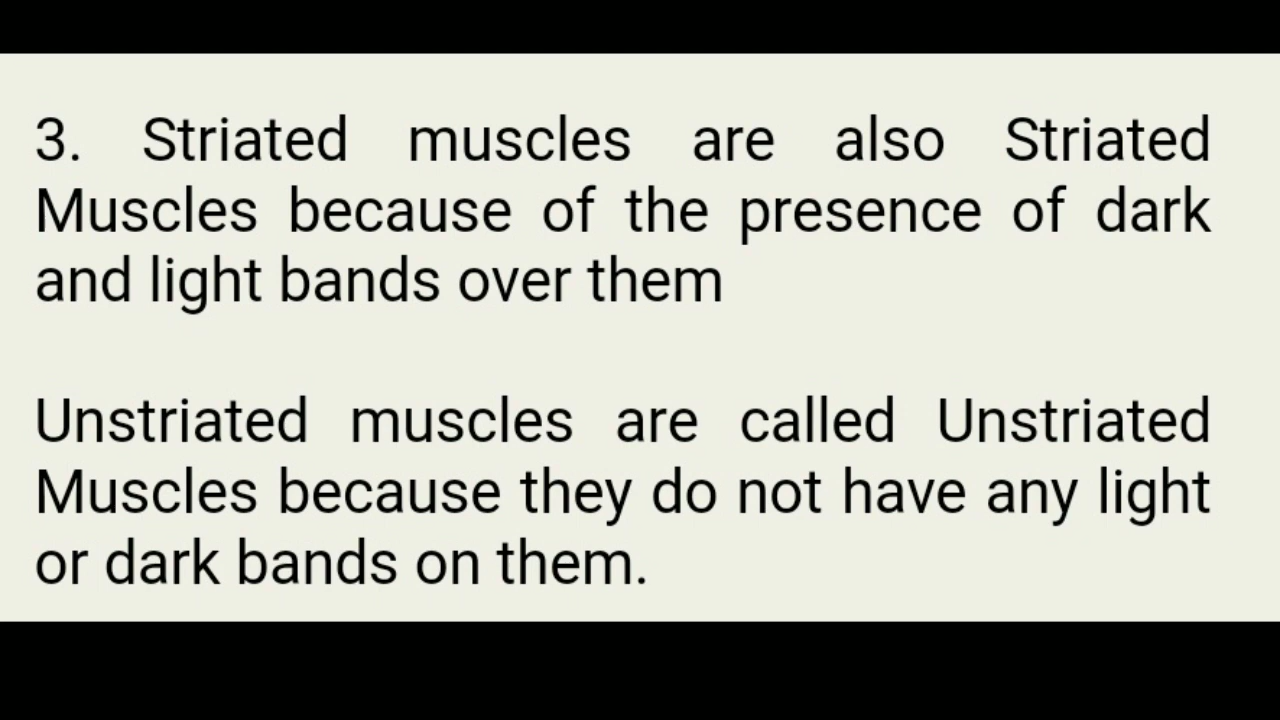 3. Striated muscles are also Striated
Muscles because of the presence of dark
and light bands over them
Unstriated muscles are called Unstriated
Muscles because they do not have any light
or dark bands on them.